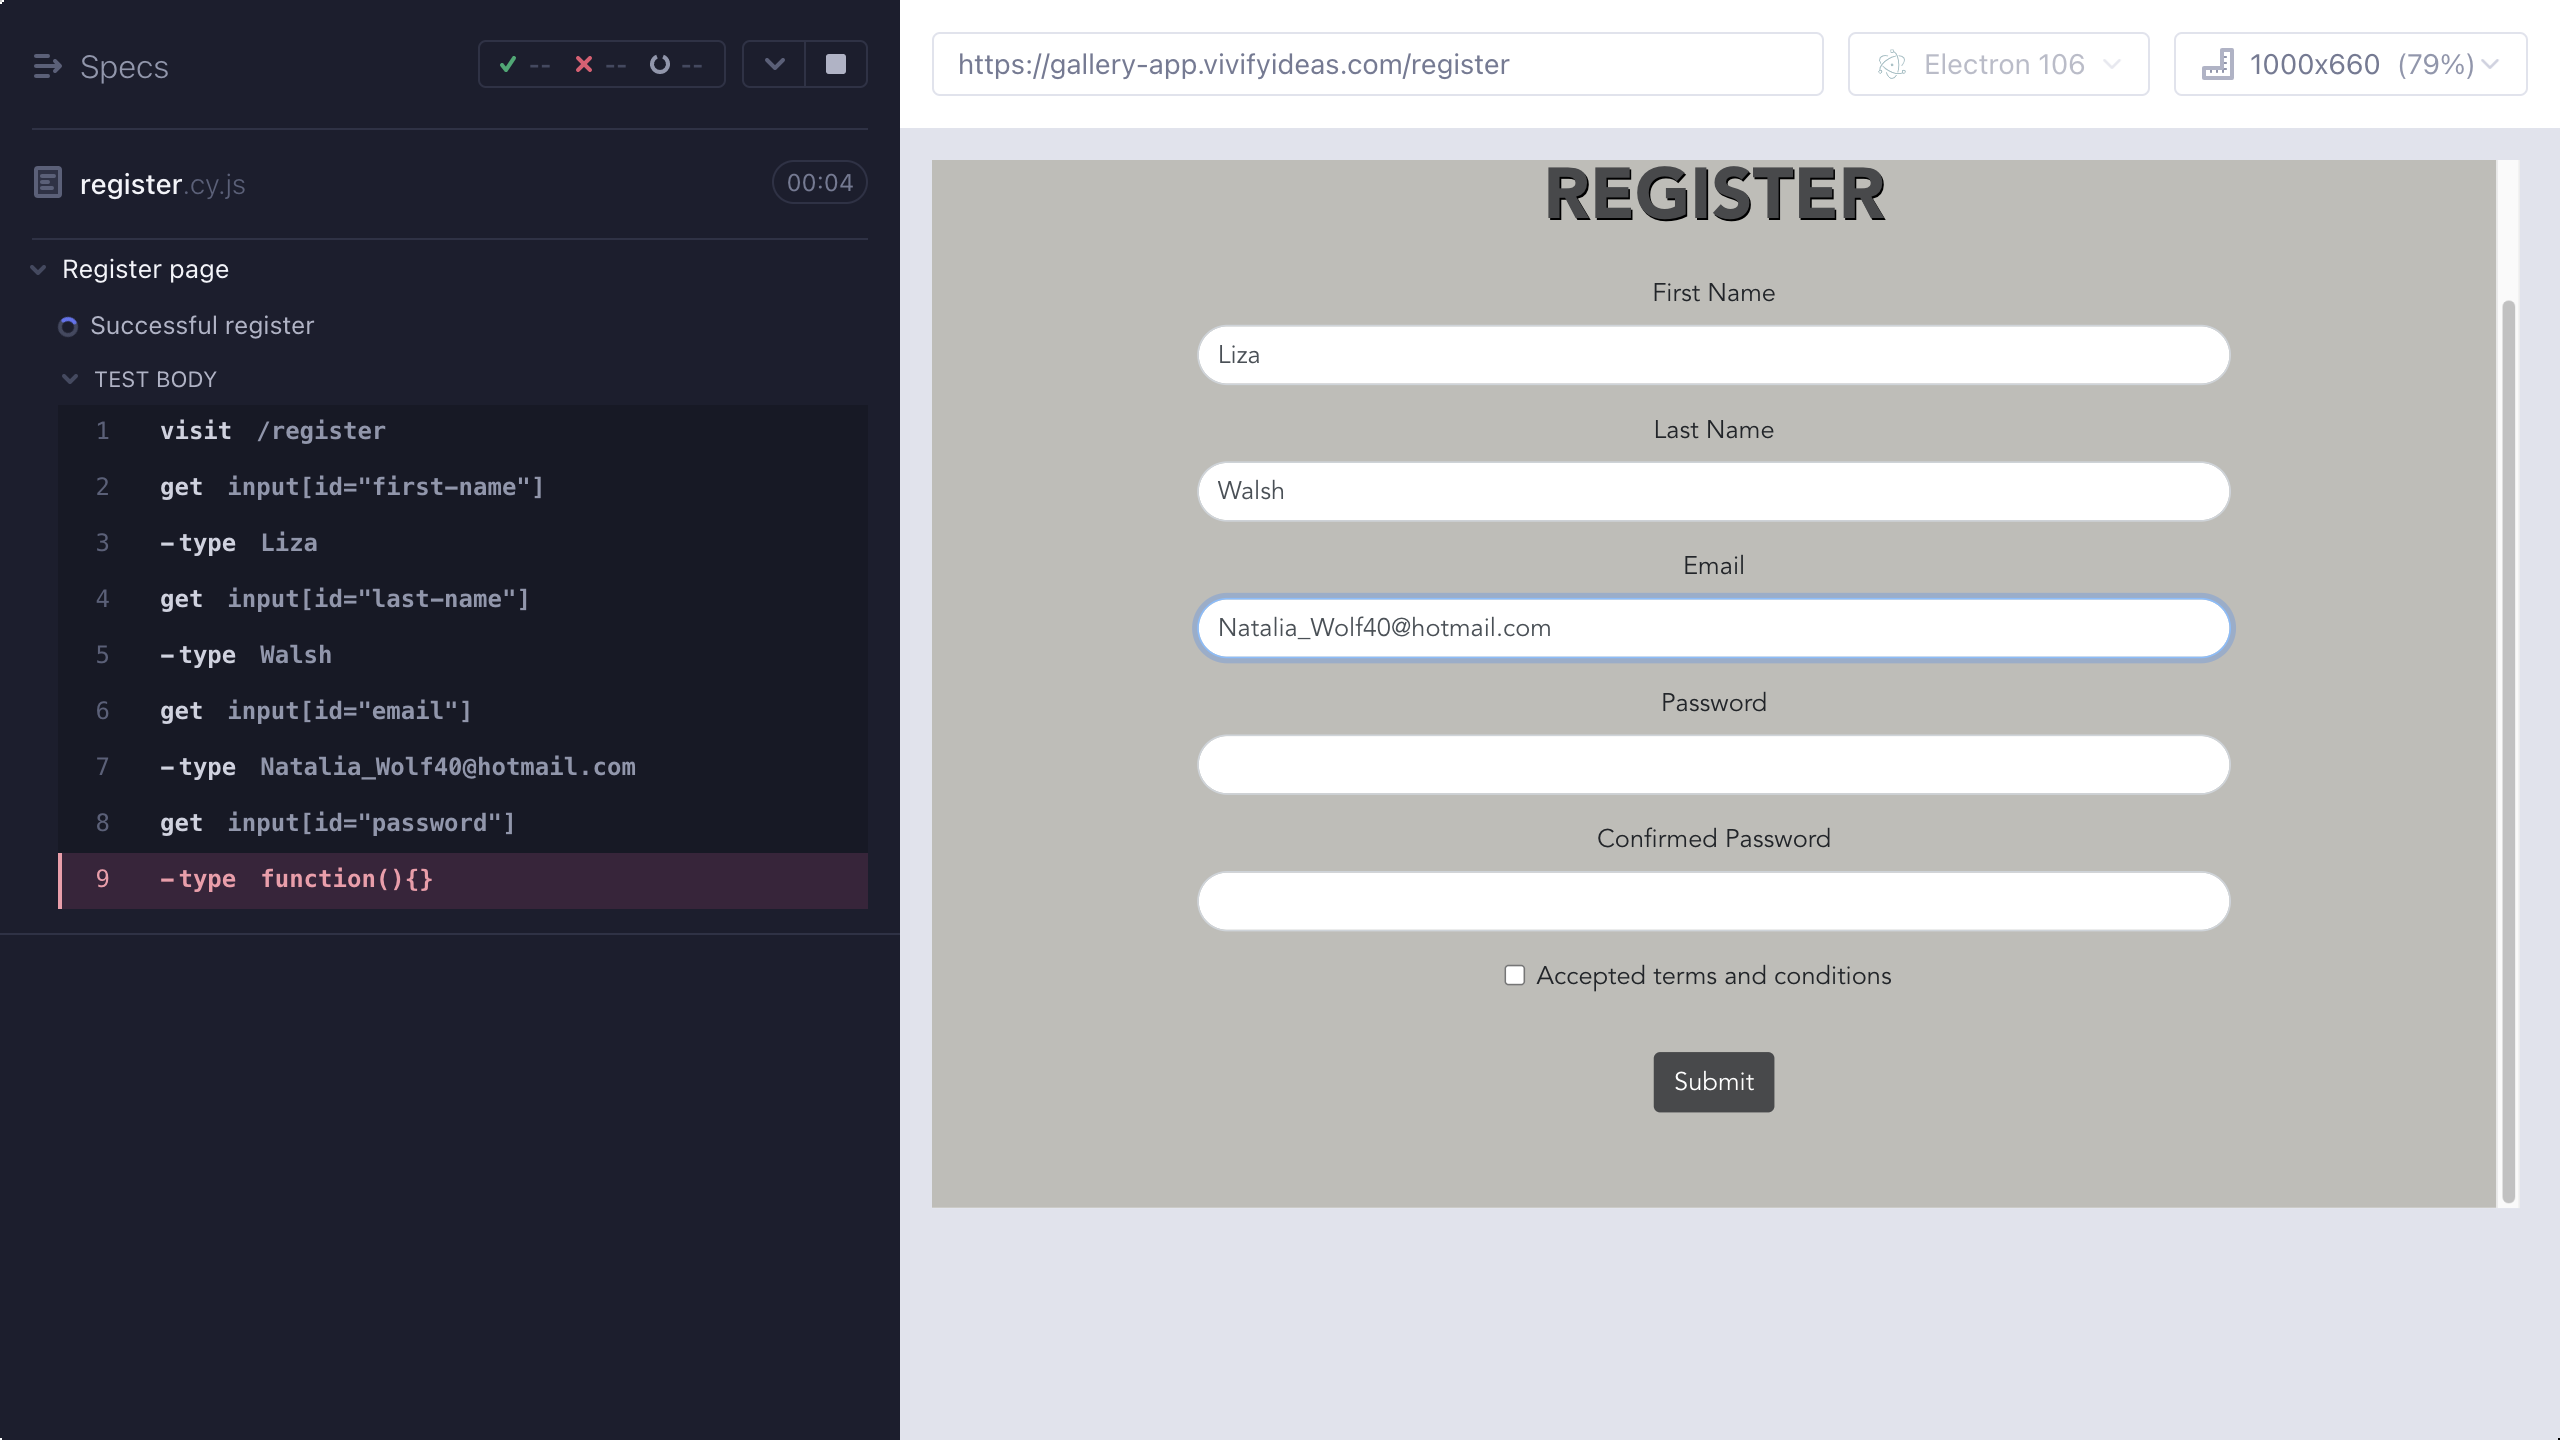 Specs
-- -- --
register.cy.js
00:04
Register page
Successful register
TEST BODY
1 visit /register
2 get input[id="first-name"]
3 -type Liza
4 get input[id="last-name"]
5 -type Walsh
6 get input[id="email"]
7 -type Natalia_Wolf40@hotmail.com
8 get input[id="password"]
9 -type function(){}
https://gallery-app.vivifyideas.com/register
Electron 106
1000x660 (79%)
REGISTER
First Name
Liza
Last Name
Walsh
Email
Natalia_Wolf40@hotmail.com
Password
Confirmed Password
Accepted terms and conditions
Submit